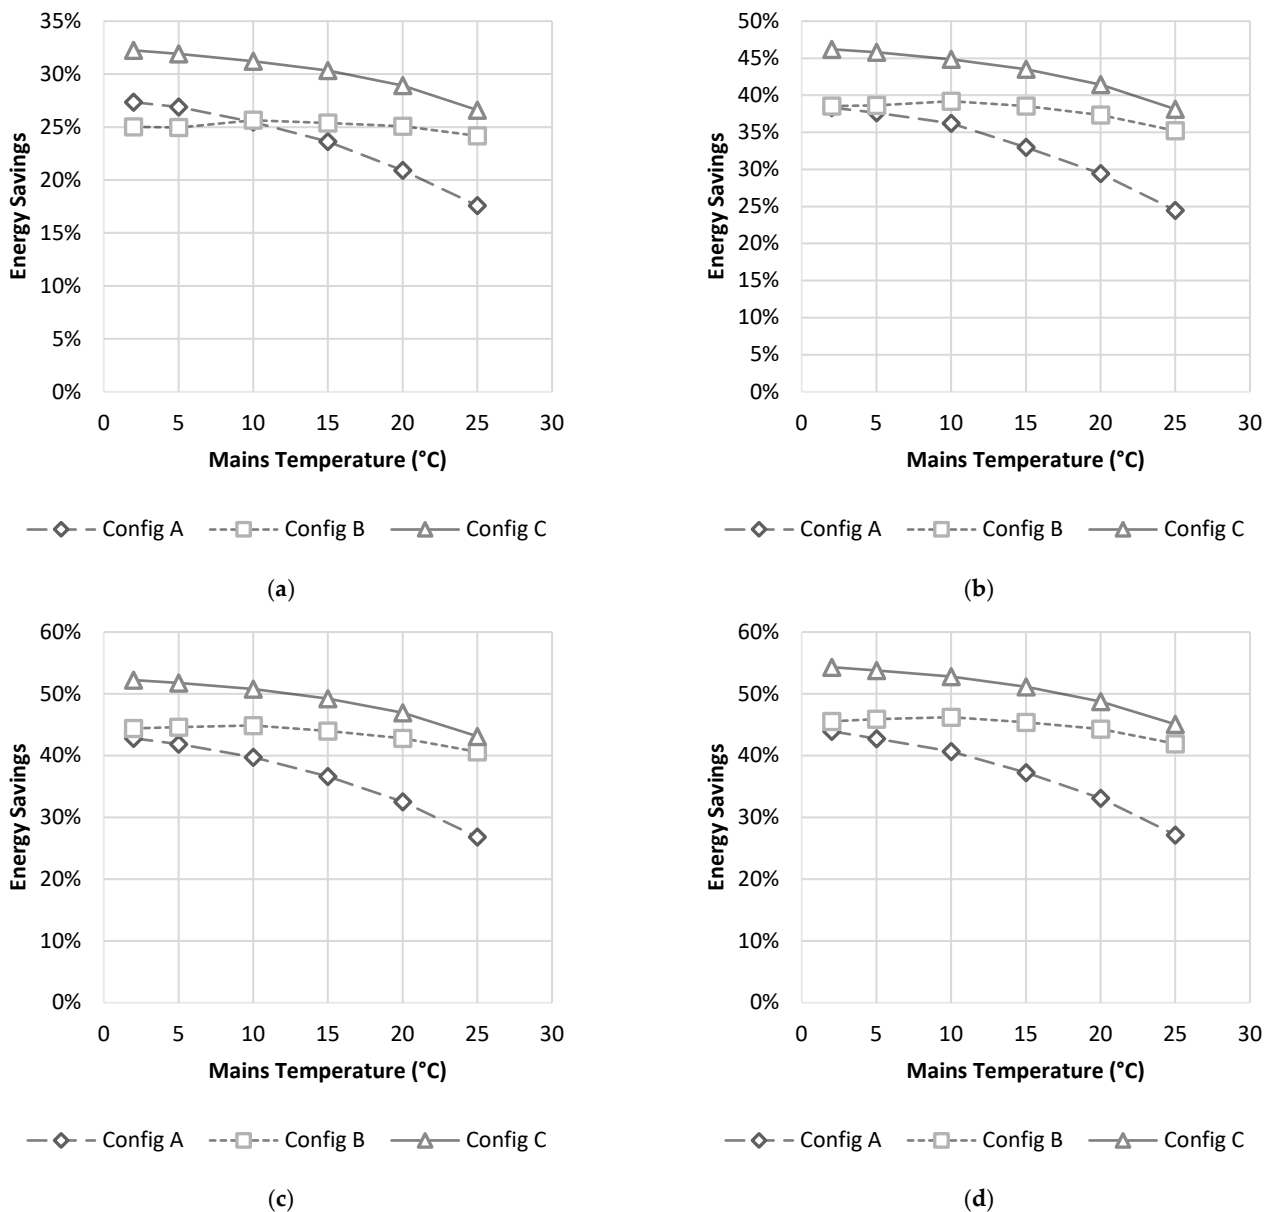 35%
30%
25%
20%
15%
10%
5%
0%
Energy Savings
0 5 10 15 20 25 30
Mains Temperature (°C)
Config A Config B Config C
(a)
50%
45%
40%
35%
30%
25%
20%
15%
10%
5%
0%
Energy Savings
0 5 10 15 20 25 30
Mains Temperature (°C)
Config A Config B Config C
(b)
60%
50%
40%
30%
20%
10%
0%
Energy Savings
0 5 10 15 20 25 30
Mains Temperature (°C)
Config A Config B Config C
(c)
60%
50%
40%
30%
20%
10%
0%
Energy Savings
0 5 10 15 20 25 30
Mains Temperature (°C)
Config A Config B Config C
(d)